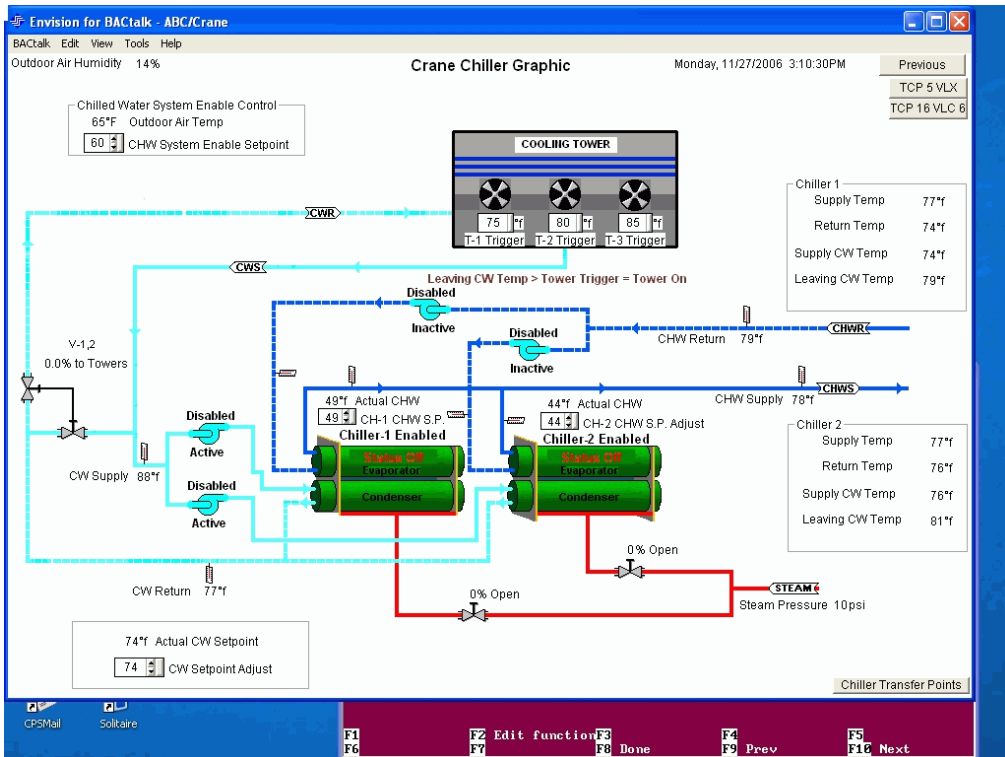 Envision for BACtalk - ABC/Crane
BACtalk Edit View Tools Help
Outdoor Air Humidity 14%
Crane Chiller Graphic
Monday, 11/27/2006 3:10:30PM
Previous
TCP 5 VLX
TCP 16 VLC 6
Chilled Water System Enable Control
65°F Outdoor Air Temp
60 CHW System Enable Setpoint
COOLING TOWER
75 °f 80 °f 85 °f
T-1 Trigger T-2 Trigger T-3 Trigger
CWR
CWS
Leaving CW Temp > Tower Trigger = Tower On
Chiller 1
Supply Temp 77°f
Return Temp 74°f
Supply CW Temp 74°f
Leaving CW Temp 79°f
Disabled
Inactive
Disabled
Inactive
CHWR
CHW Return 79°f
V-1,2
0.0% to Towers
CHWS
CHW Supply 78°f
49°f Actual CHW
49 CH-1 CHW S.P.
Chiller-1 Enabled
Status Off
Evaporator
Condenser
44°f Actual CHW
44 CH-2 CHW S.P. Adjust
Chiller-2 Enabled
Status Off
Evaporator
Condenser
Chiller 2
Supply Temp 77°f
Return Temp 76°f
Supply CW Temp 76°f
Leaving CW Temp 81°f
Disabled
Active
CW Supply 88°f
Disabled
Active
CW Return 77°f
0% Open
0% Open
STEAM
Steam Pressure 10psi
74°f Actual CW Setpoint
74 CW Setpoint Adjust
Chiller Transfer Points
CPSMail Solitaire
F1 F2 Edit function F3 F4 F5
F6 F7 F8 Done F9 Prev F10 Next